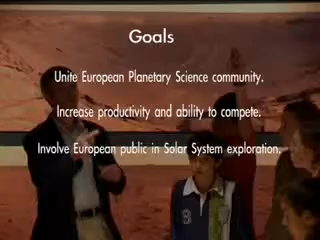 Goals
Unite European Planetary Science community.
Increase productivity and ability to compete.
Involve European public in Solar System exploration.
9